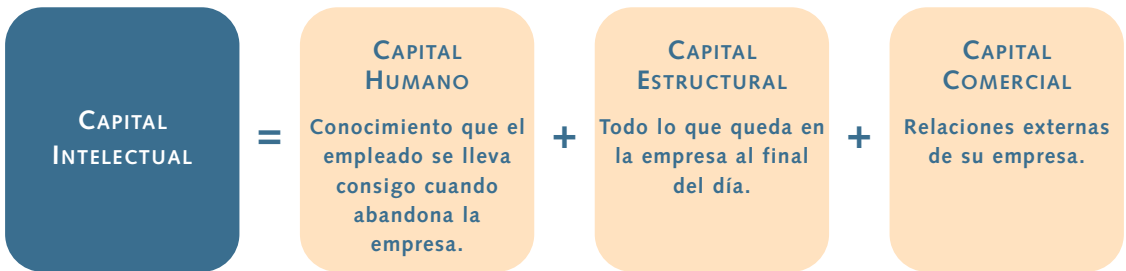 CAPITAL
INTELECTUAL
=
CAPITAL
HUMANO
Conocimiento que el
empleado se lleva
consigo cuando
abandona la
empresa.
+
CAPITAL
ESTRUCTURAL
Todo lo que queda en
la empresa al final
del día.
+
CAPITAL
COMERCIAL
Relaciones externas
de su empresa.